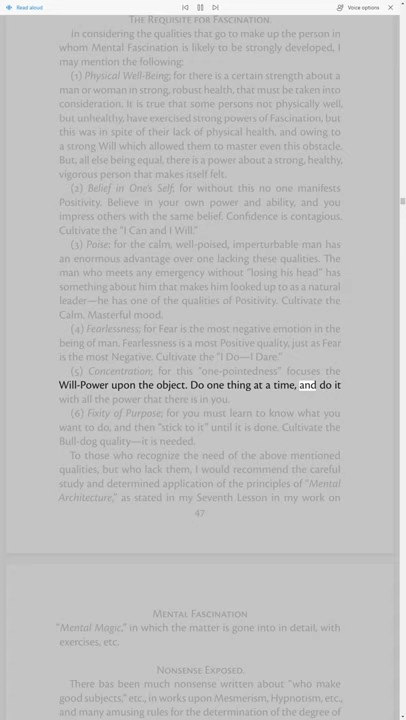 Read aloud
Voice options
The Requisite for Fascination.
In considering the qualities that go to make up the person in
whom Mental Fascination is likely to be strongly developed, I
may mention the following:
(1) Physical Well-Being; for there is a certain strength about a
man or woman in strong, robust health, that must be taken into
consideration. It is true that some persons not physically well,
but unhealthy, have exercised strong powers of Fascination, but
this was in spite of their lack of physical health, and owing to
a strong Will which allowed them to master even this obstacle.
But, all else being equal, there is a power about a strong, healthy,
vigorous person that makes itself felt.
(2) Belief in One's Self, for without this no one manifests
Positivity. Believe in your own power and ability, and you
impress others with the same belief. Confidence is contagious.
Cultivate the "I Can and I Will."
(3) Poise; for the calm, well-poised, imperturbable man has
an enormous advantage over one lacking these qualities. The
man who meets any emergency without "losing his head" has
something about him that makes him looked up to as a natural
leader—he has one of the qualities of Positivity. Cultivate the
Calm. Masterful mood.
(4) Fearlessness; for Fear is the most negative emotion in the
being of man. Fearlessness is a most Positive quality, just as Fear
is the most Negative. Cultivate the "I Do—I Dare."
(5) Concentration; for this "one-pointedness" focuses the
Will-Power upon the object. Do one thing at a time, and do it
with all the power that there is in you.
(6) Fixity of Purpose; for you must learn to know what you
want to do, and then "stick to it" until it is done. Cultivate the
Bull-dog quality—it is needed.
To those who recognize the need of the above mentioned
qualities, but who lack them, I would recommend the careful
study and determined application of the principles of "Mental
Architecture," as stated in my Seventh Lesson in my work on
47
Mental Fascination
"Mental Magic," in which the matter is gone into in detail, with
exercises, etc.
Nonsense Exposed.
There bas been much nonsense written about "who make
good subjects," etc., in works upon Mesmerism, Hypnotism, etc.,
and many amusing rules for the determination of the degree of